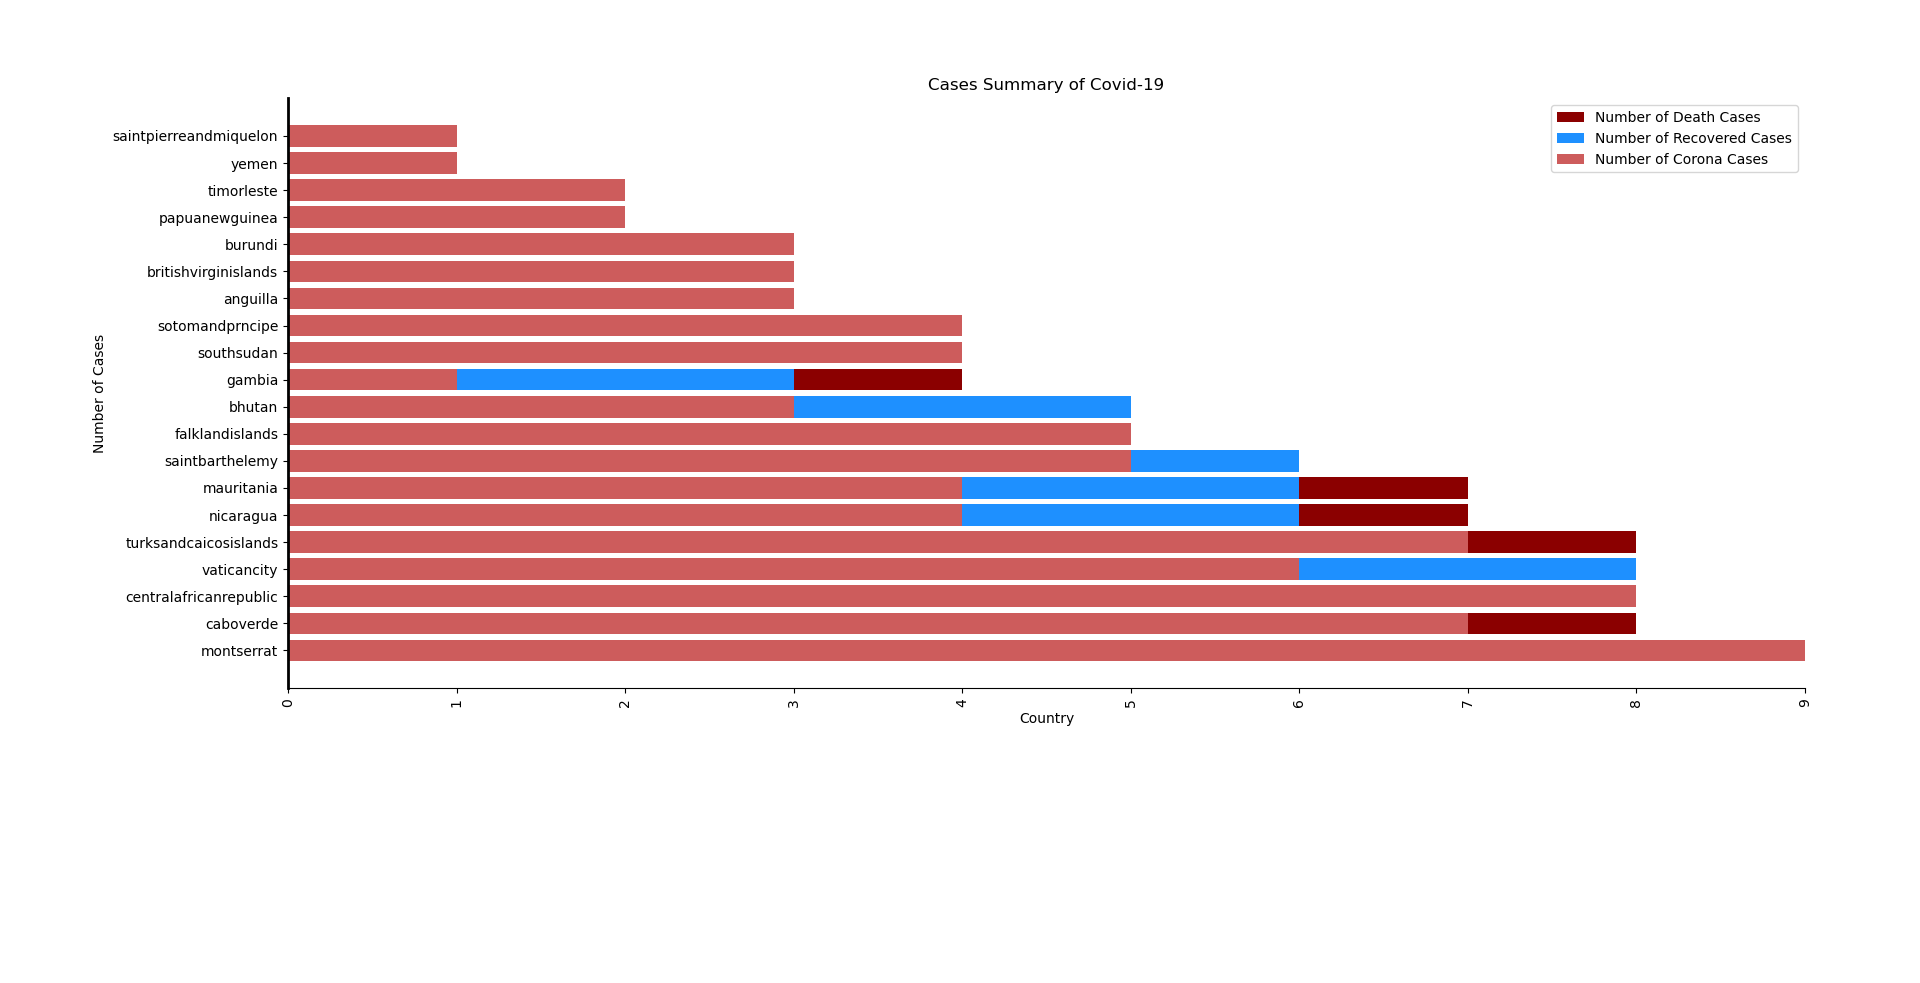 Cases Summary of Covid-19
Number of Death Cases
Number of Recovered Cases
Number of Corona Cases
saintpierreandmiquelon
yemen
timorleste
papuanewguinea
burundi
britishvirginislands
anguilla
sotomandprncipe
southsudan
gambia
bhutan
falklandislands
saintbarthelemy
mauritania
nicaragua
turksandcaicosislands
vaticancity
centralafricanrepublic
caboverde
montserrat
Number of Cases
0 1 2 3 4 5 6 7 8 9
Country